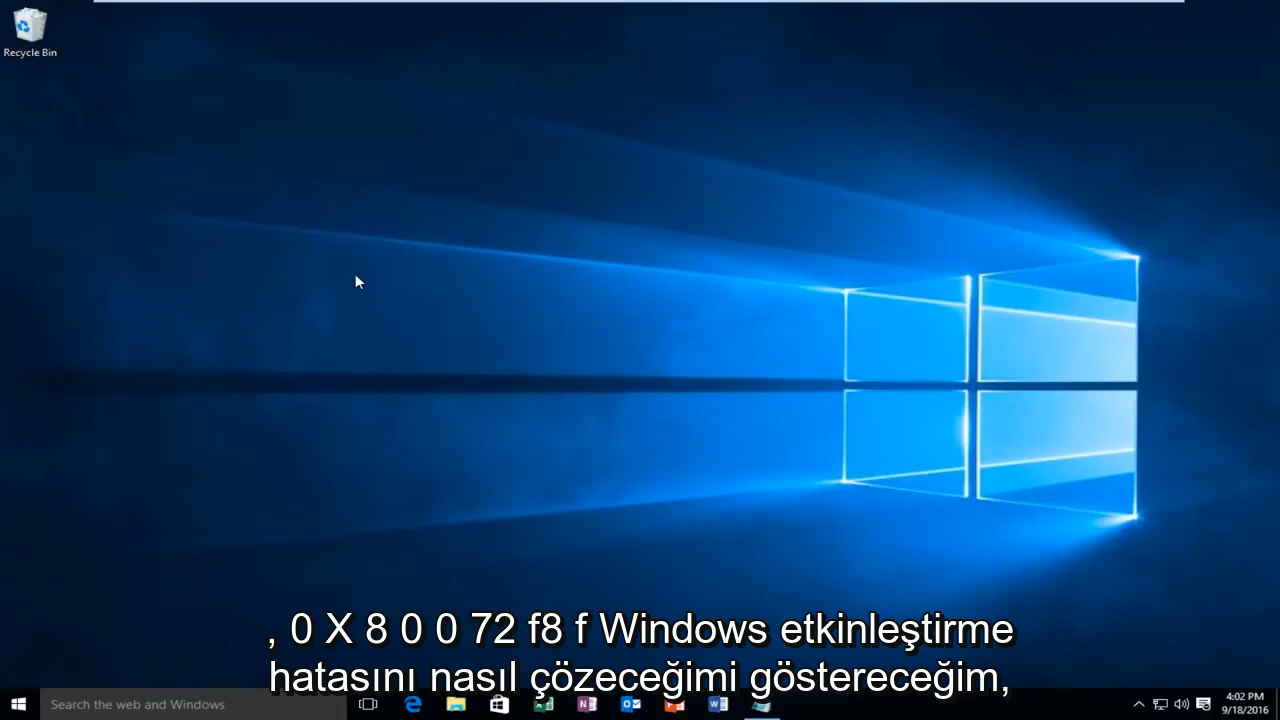 Recycle Bin
, 0 X 8 0 0 72 f8 f Windows etkinleştirme
hatasını nasıl çözeceğimi göstereceğim,
Search the web and Windows
4:02 PM
9/18/2016